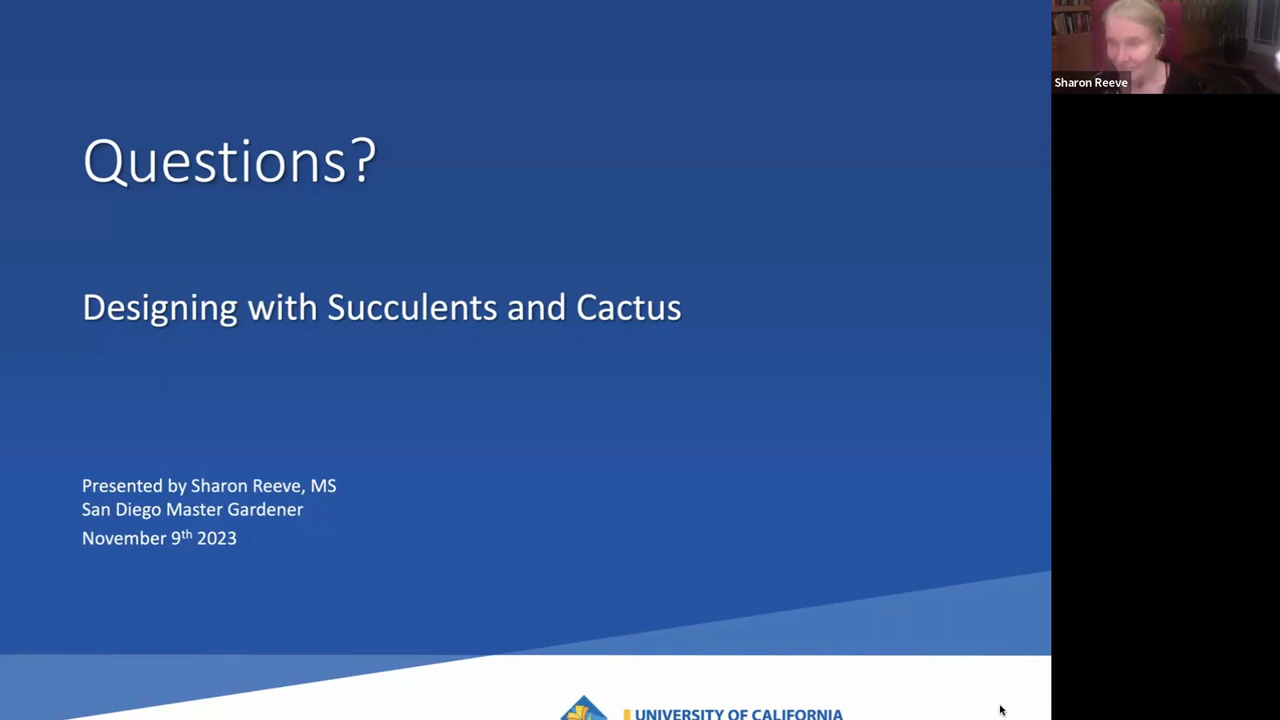 Questions?
Designing with Succulents and Cactus
Presented by Sharon Reeve, MS
San Diego Master Gardener
November 9th 2023
UNIVERSITY OF CALIFORNIA
Sharon Reeve